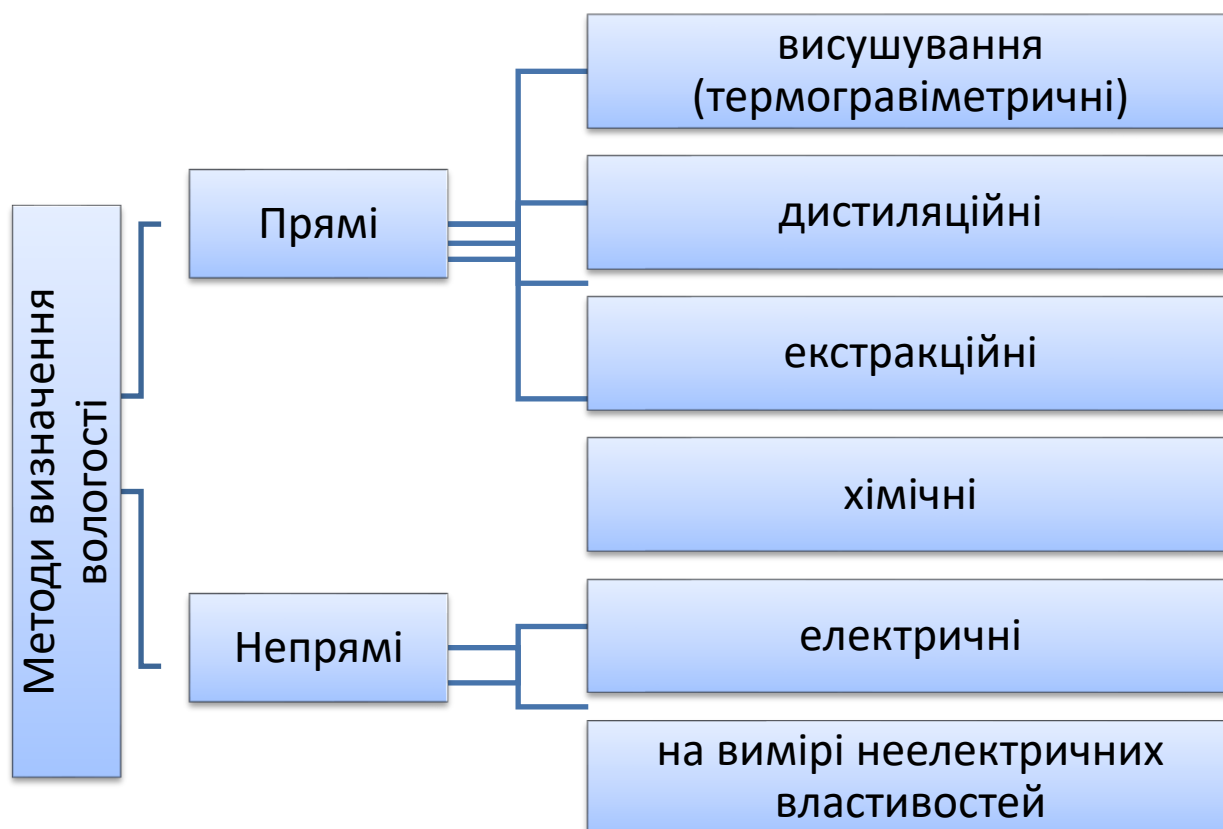 Методи визначення
вологості
Прямі
висушування
(термогравіметричні)
дистиляційні
екстракційні
хімічні
Непрямі
електричні
на вимірі неелектричних
властивостей